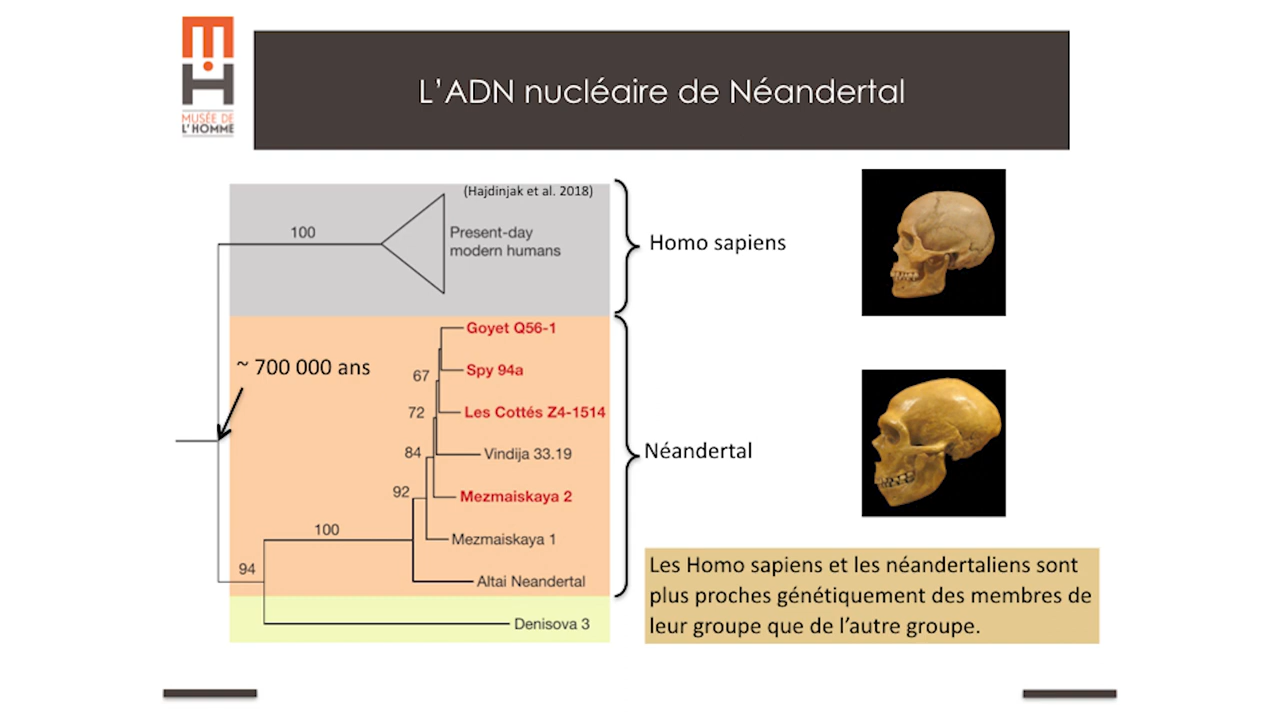 MUSÉE DE
L'HOMME
L'ADN nucléaire de Néandertal
(Hajdinjak et al. 2018)
100
Present-day
modern humans
Homo sapiens
Goyet Q56-1
~ 700 000 ans
67
Spy 94a
72
Les Cottés Z4-1514
84
Vindija 33.19
Néandertal
92
Mezmaiskaya 2
100
Mezmaiskaya 1
94
Altai Neandertal
Denisova 3
Les Homo sapiens et les néandertaliens sont
plus proches génétiquement des membres de
leur groupe que de l'autre groupe.